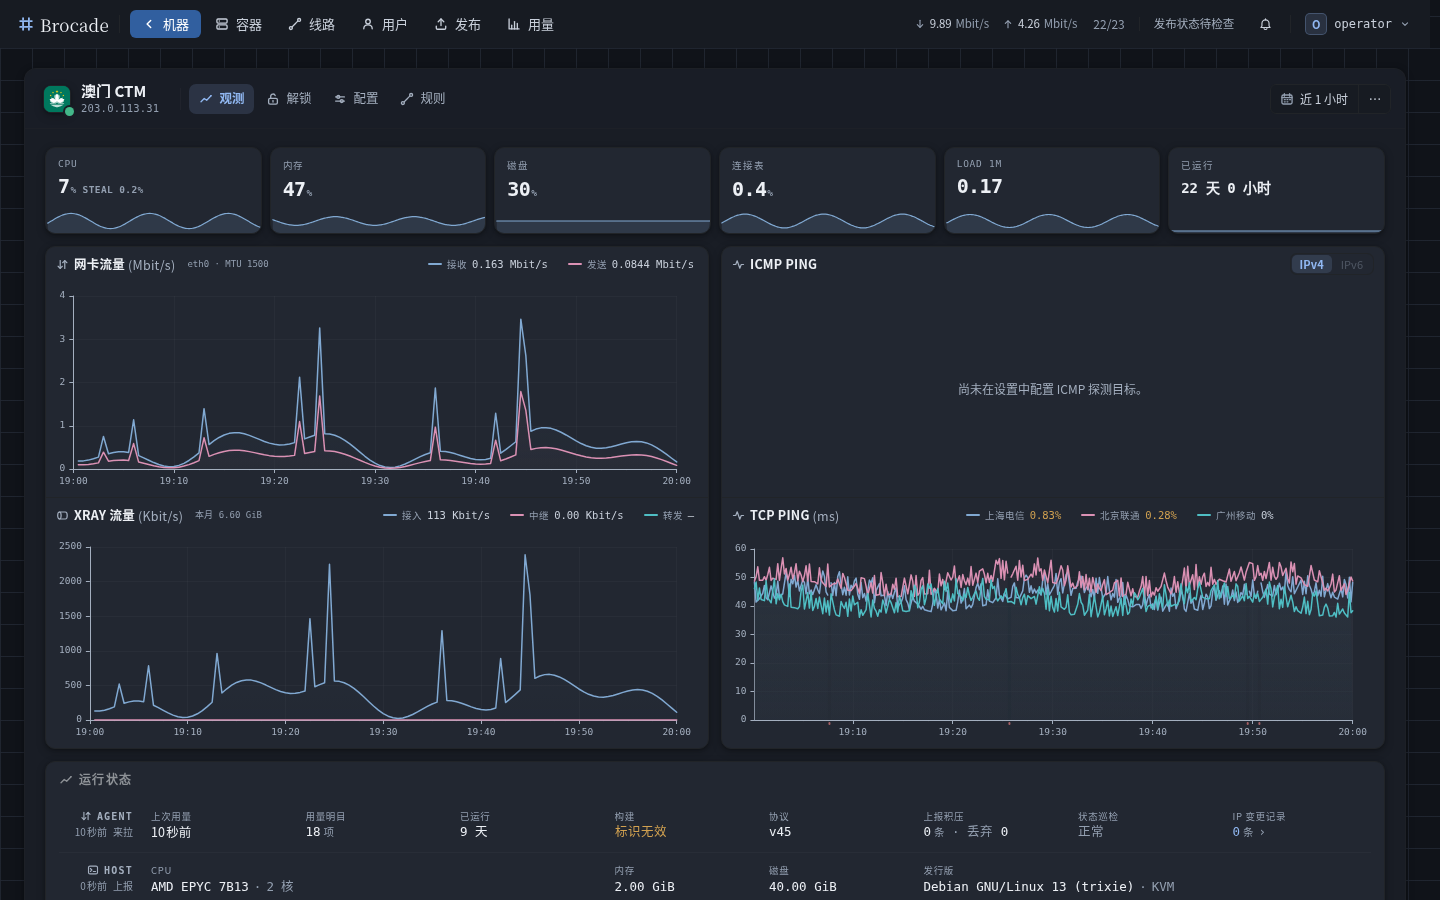 Brocade 机器 容器 线路 用户 发布 用量 ↓ 9.89 Mbit/s ↑ 4.26 Mbit/s 22/23 发布状态待检查 O operator
澳门 CTM
203.0.113.31
观测 解锁 配置 规则 近 1 小时 ···
CPU
7% STEAL 0.2%
内存
47%
磁盘
30%
连接表
0.4%
LOAD 1M
0.17
已运行
22 天 0 小时
网卡流量 (Mbit/s) eth0 · MTU 1500 接收 0.163 Mbit/s 发送 0.0844 Mbit/s
4
3
2
1
0
19:00 19:10 19:20 19:30 19:40 19:50 20:00
ICMP PING IPv4 IPv6
尚未在设置中配置 ICMP 探测目标。
XRAY 流量 (Kbit/s) 本月 6.60 GiB 接入 113 Kbit/s 中继 0.00 Kbit/s 转发 —
2500
2000
1500
1000
500
0
19:00 19:10 19:20 19:30 19:40 19:50 20:00
TCP PING (ms) 上海电信 0.83% 北京联通 0.28% 广州移动 0%
60
50
40
30
20
10
0
19:10 19:20 19:30 19:40 19:50 20:00
运行状态
AGENT 上次用量 用量明目 已运行 构建 协议 上报积压 状态巡检 IP 变更记录
10秒前 来拉 10秒前 18 项 9 天 标识无效 v45 0 条 · 丢弃 0 正常 0 条 ›
HOST CPU 内存 磁盘 发行版
0秒前 上报 AMD EPYC 7B13 · 2 核 2.00 GiB 40.00 GiB Debian GNU/Linux 13 (trixie) · KVM